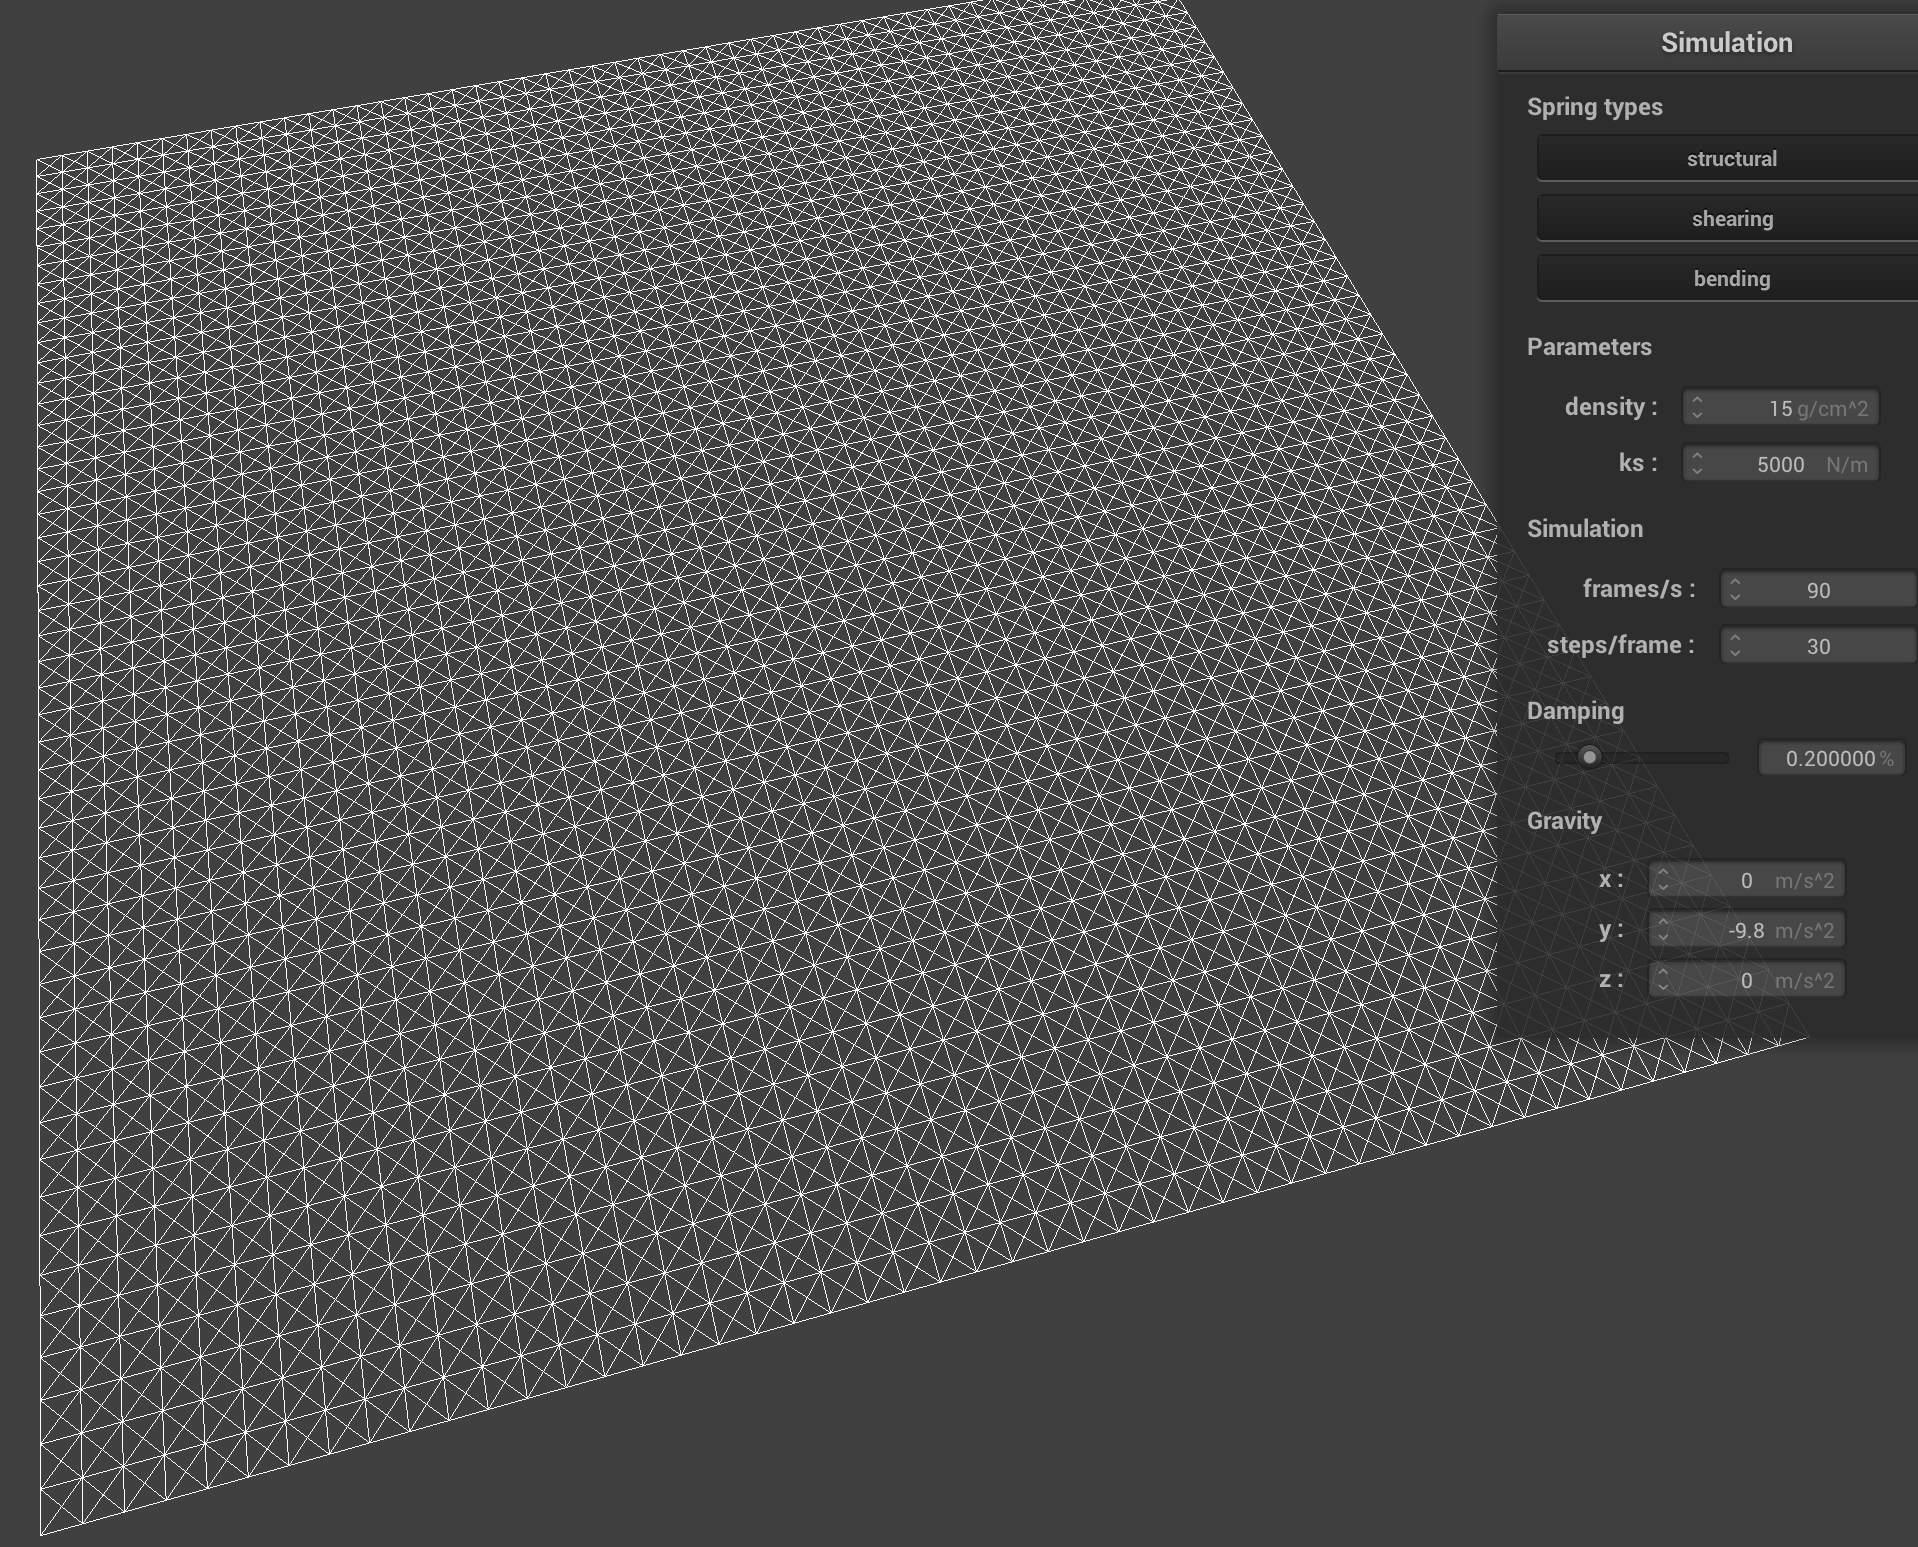 Simulation
Spring types
structural
shearing
bending
Parameters
density : 15 g/cm^2
ks : 5000 N/m
Simulation
frames/s : 90
steps/frame : 30
Damping
0.200000 %
Gravity
x : 0 m/s^2
y : -9.8 m/s^2
z : 0 m/s^2